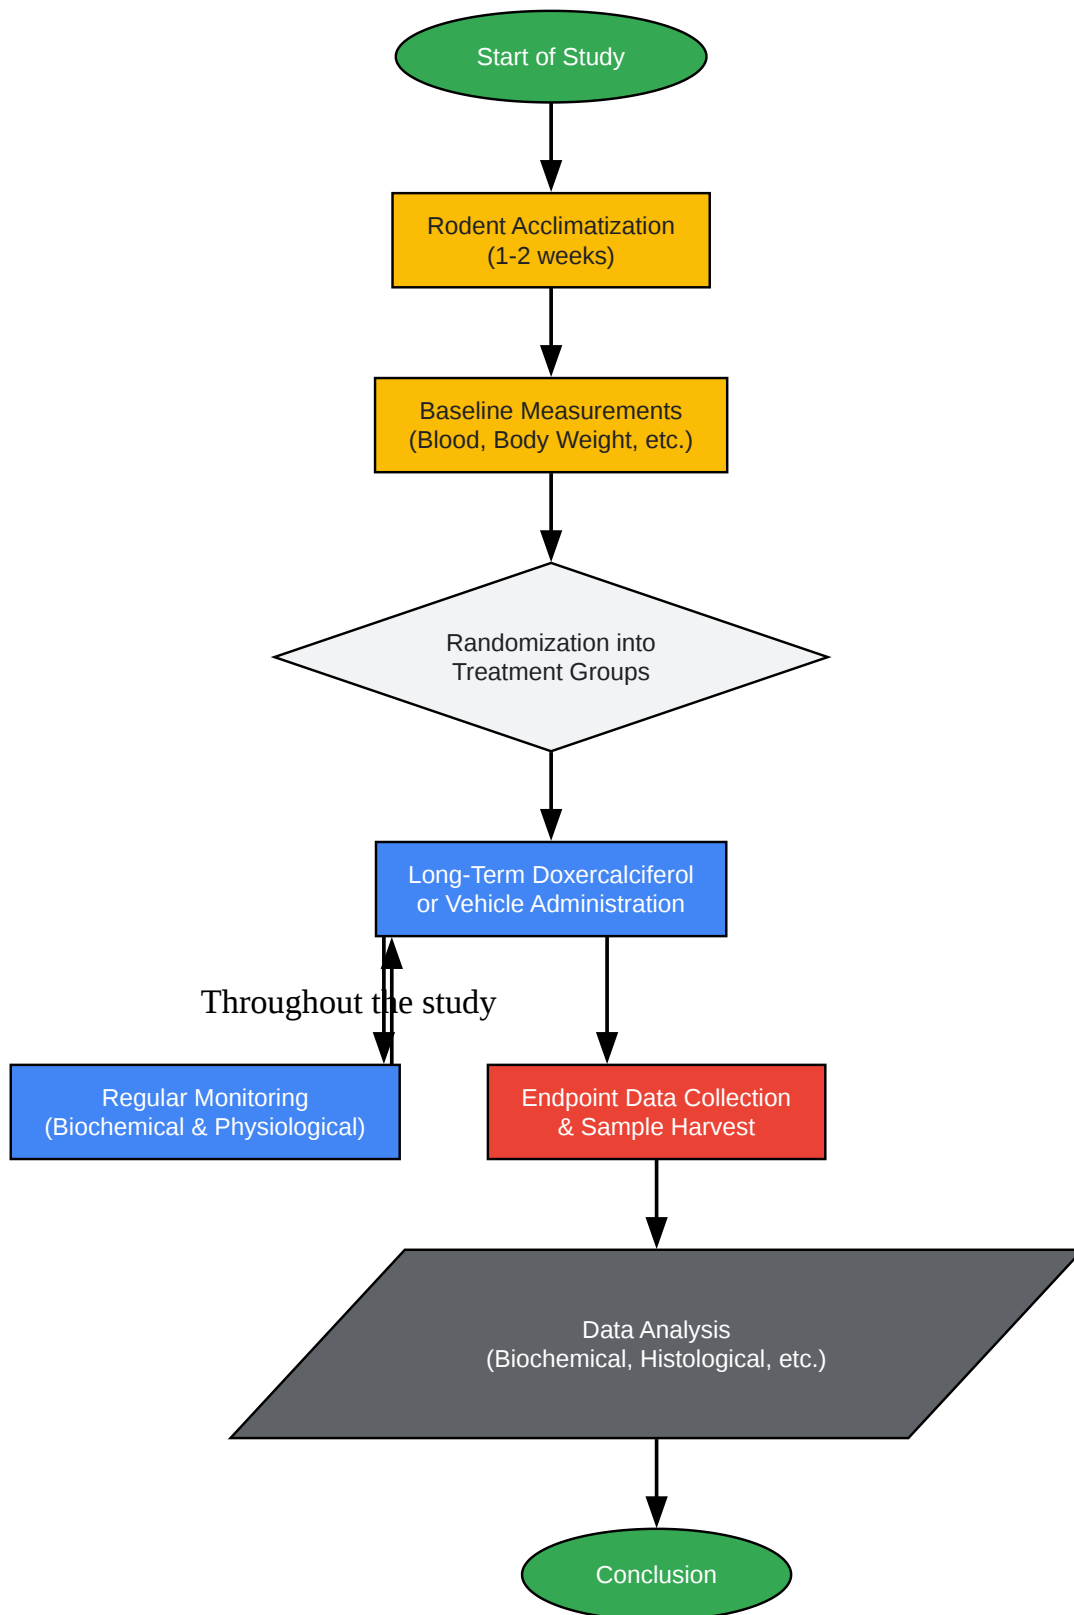 Start of Study
Rodent Acclimatization
(1-2 weeks)
Baseline Measurements
(Blood, Body Weight, etc.)
Randomization into
Treatment Groups
Long-Term Doxercalciferol
or Vehicle Administration
Throughout the study
Regular Monitoring
(Biochemical & Physiological)
Endpoint Data Collection
& Sample Harvest
Data Analysis
(Biochemical, Histological, etc.)
Conclusion